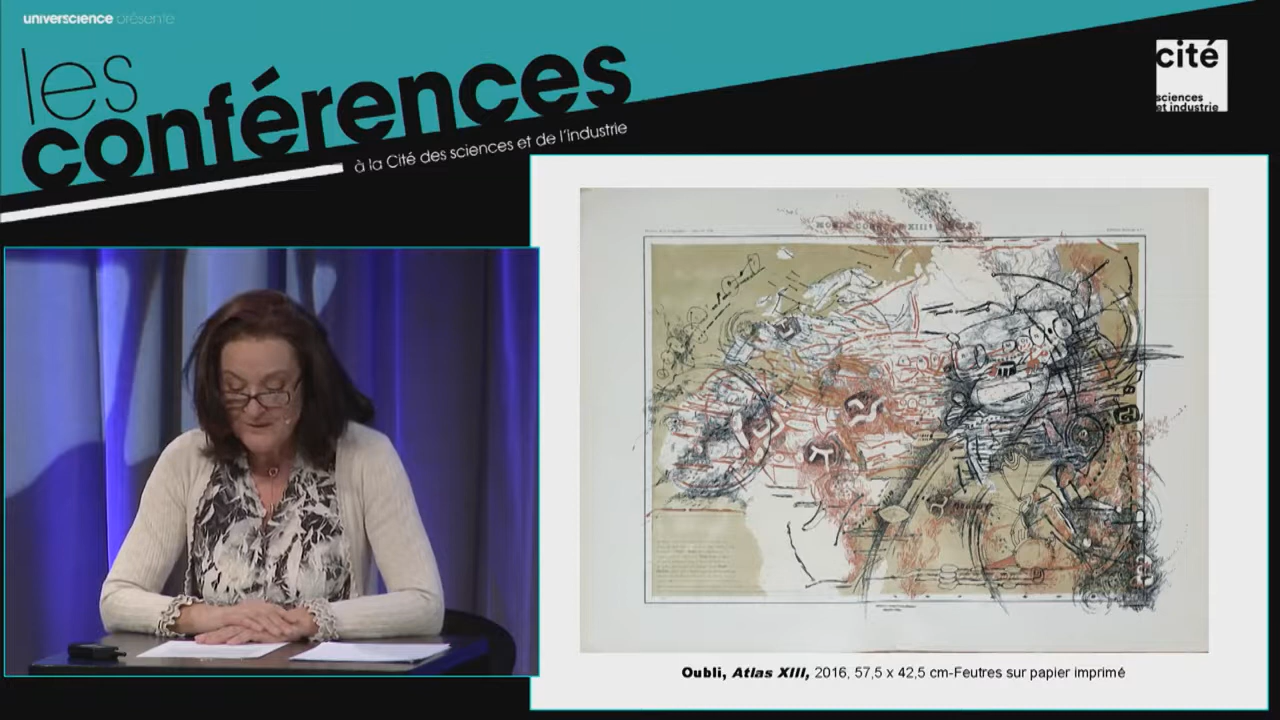 universcience présente
les
conférences
à la Cité des sciences et de l'industrie
cité
sciences
et industrie
Oubli, Atlas XIII, 2016, 57,5 x 42,5 cm-Feutres sur papier imprimé